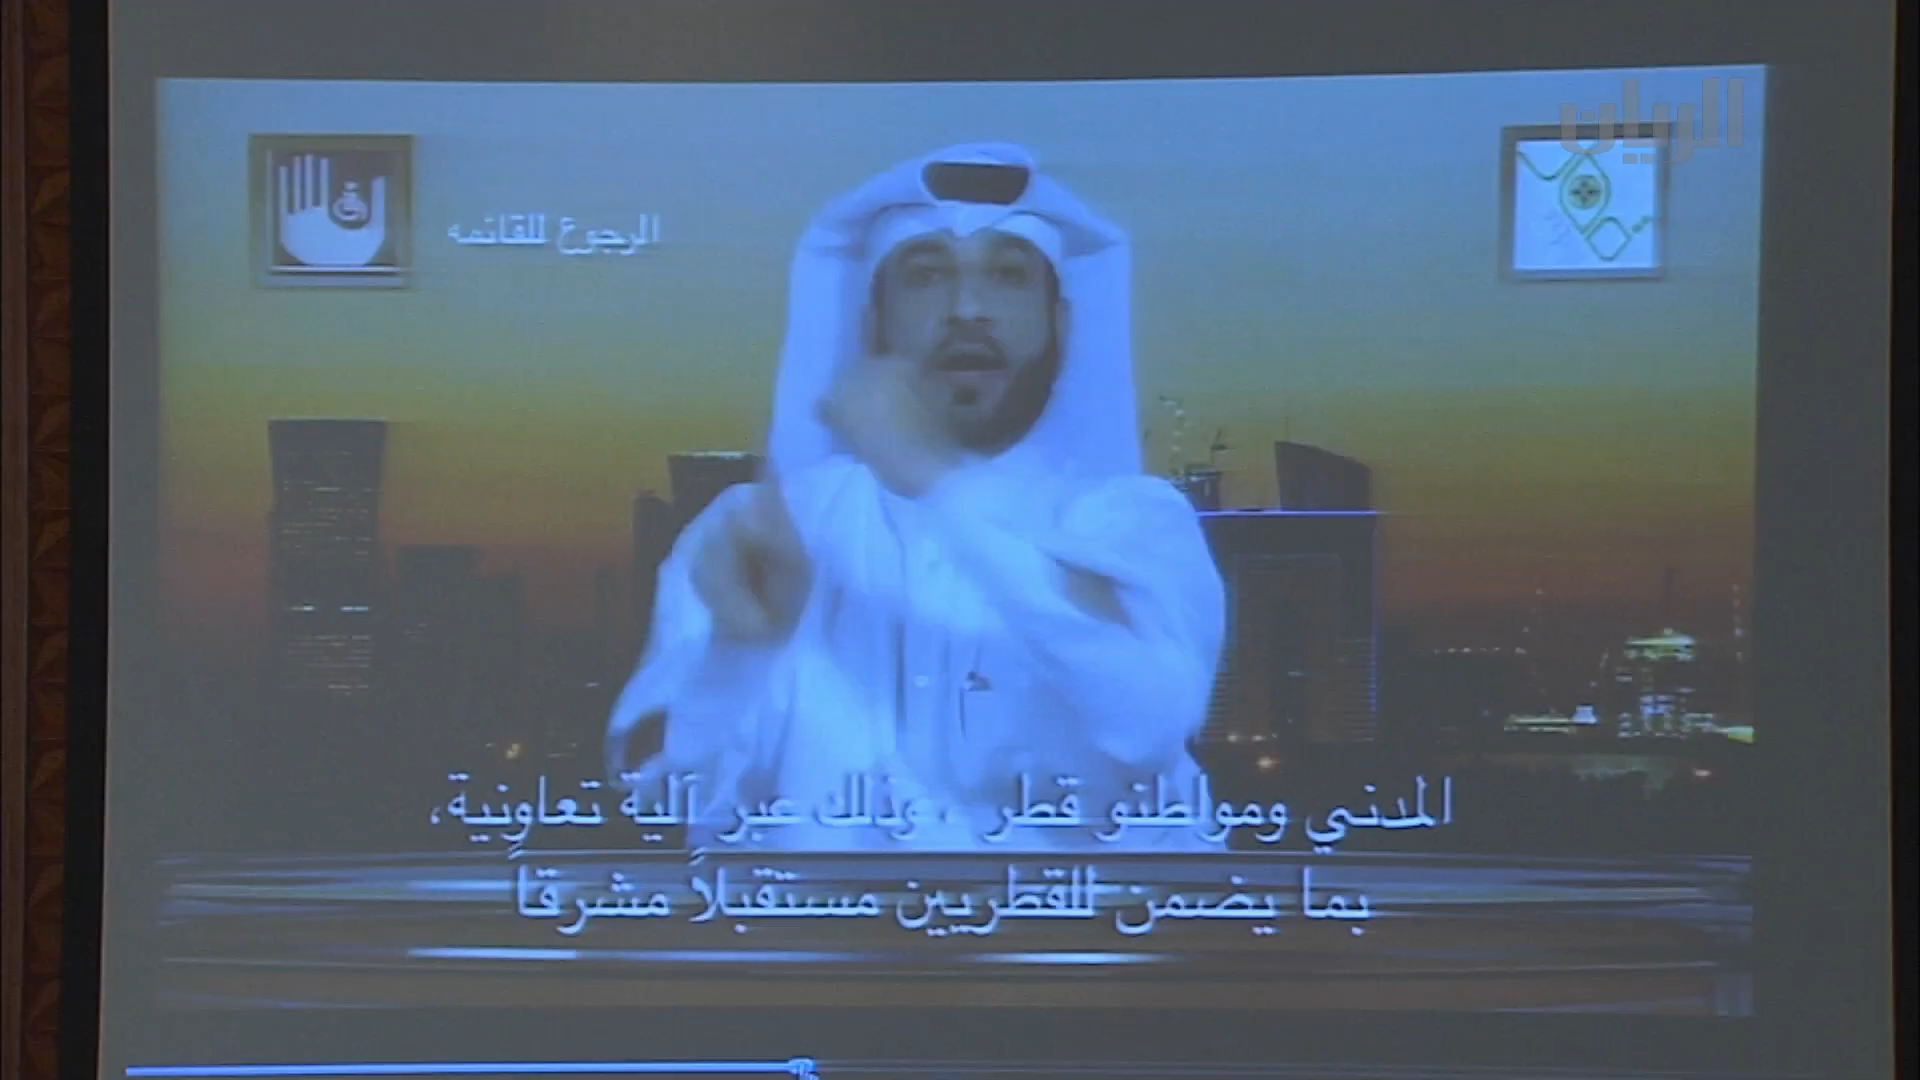 الريان
الرجوع للقائمه
المدني ومواطنو قطر ، وذلك عبر آلية تعاونية،
بما يضمن للقطريين مستقبلاً مشرقاً